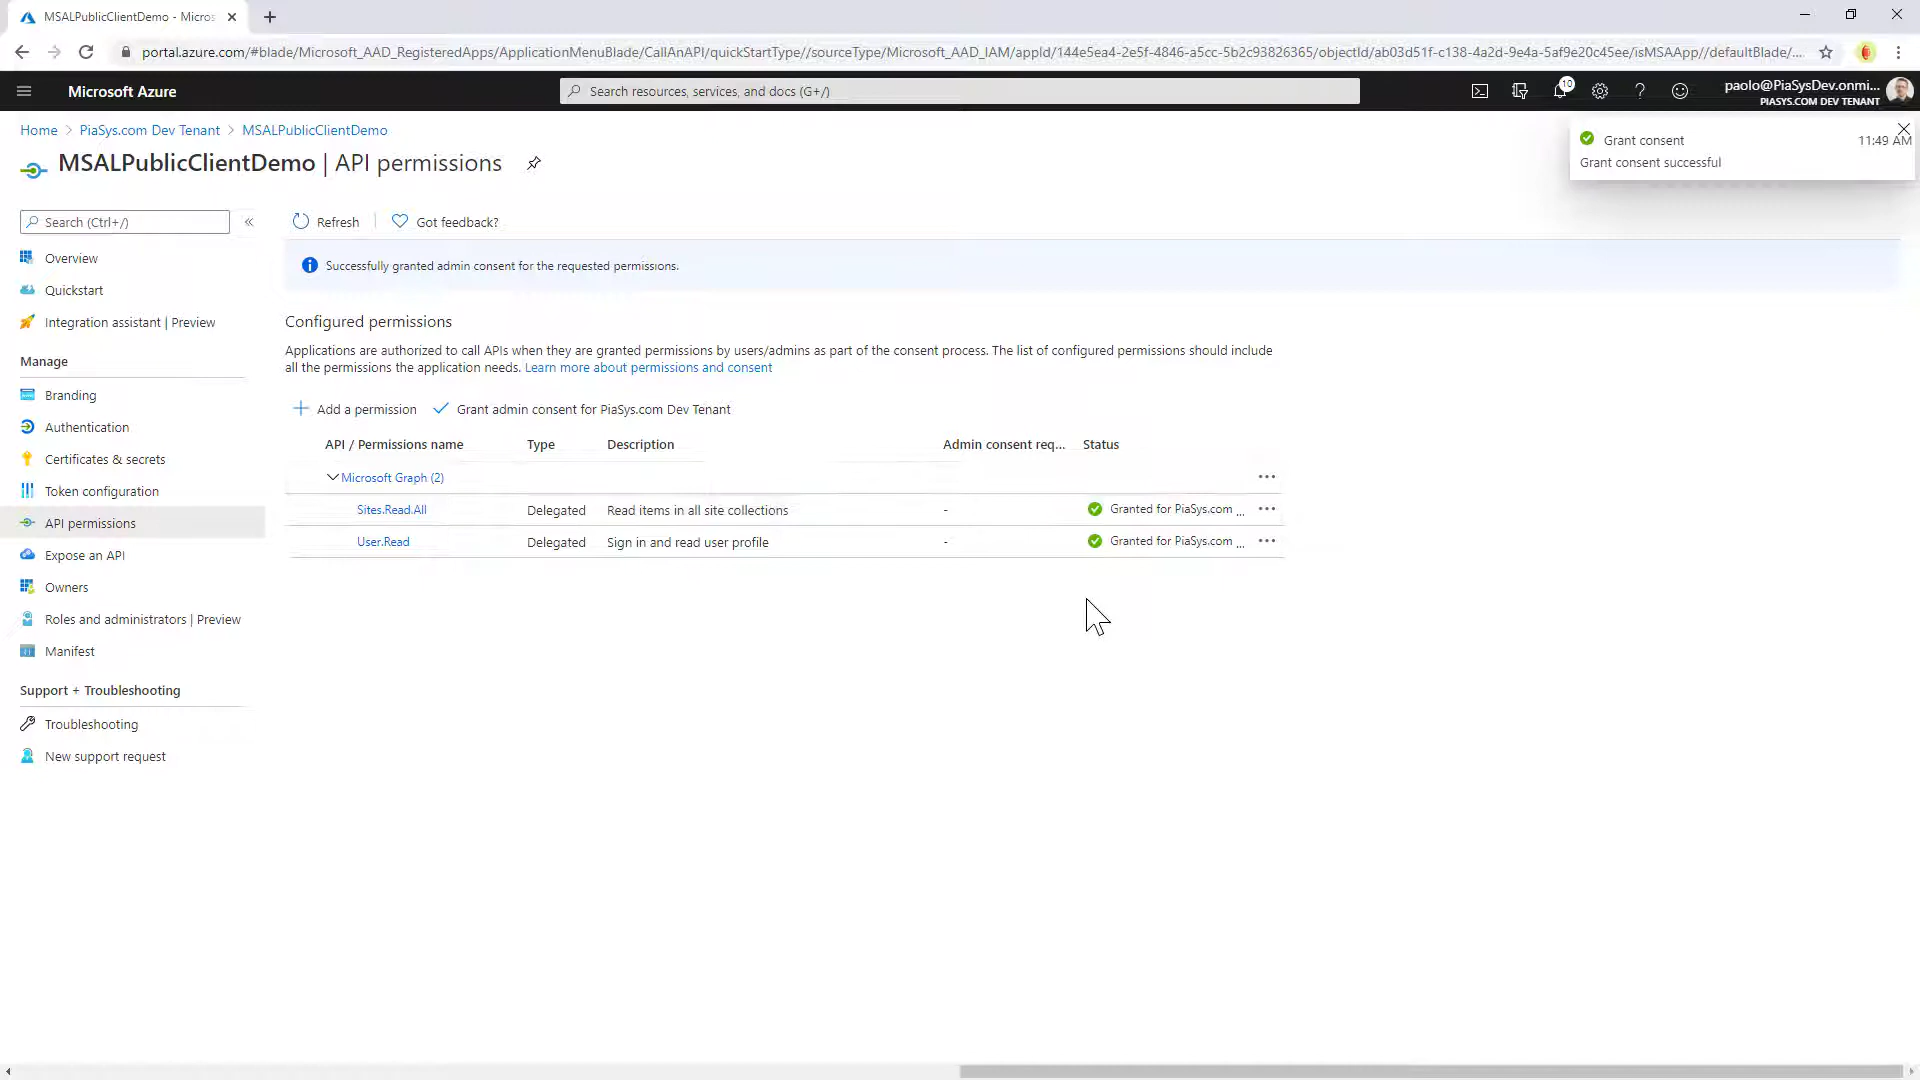 MSALPublicClientDemo - Micros
portal.azure.com/#blade/Microsoft_AAD_RegisteredApps/ApplicationMenuBlade/CallAnAPI/quickStartType//sourceType/Microsoft_AAD_IAM/appId/144e5ea4-2e5f-4846-a5cc-5b2c93826365/objectId/ab03d51f-c138-4a2d-9e4a-5af9e20c45ee/isMSAApp//defaultBlade/...
Microsoft Azure
Search resources, services, and docs (G+/)
10
paolo@PiaSysDev.onmi...
PIASYS.COM DEV TENANT
Home > PiaSys.com Dev Tenant > MSALPublicClientDemo
MSALPublicClientDemo | API permissions
Grant consent 11:49 AM
Grant consent successful
Search (Ctrl+/)
«
Refresh
Got feedback?
Overview
Quickstart
Integration assistant | Preview
Manage
Branding
Authentication
Certificates & secrets
Token configuration
API permissions
Expose an API
Owners
Roles and administrators | Preview
Manifest
Support + Troubleshooting
Troubleshooting
New support request
Successfully granted admin consent for the requested permissions.
Configured permissions
Applications are authorized to call APIs when they are granted permissions by users/admins as part of the consent process. The list of configured permissions should include
all the permissions the application needs. Learn more about permissions and consent
Add a permission
Grant admin consent for PiaSys.com Dev Tenant
API / Permissions name Type Description Admin consent req... Status
Microsoft Graph (2) ...
Sites.Read.All Delegated Read items in all site collections - Granted for PiaSys.com ... ...
User.Read Delegated Sign in and read user profile - Granted for PiaSys.com ... ...